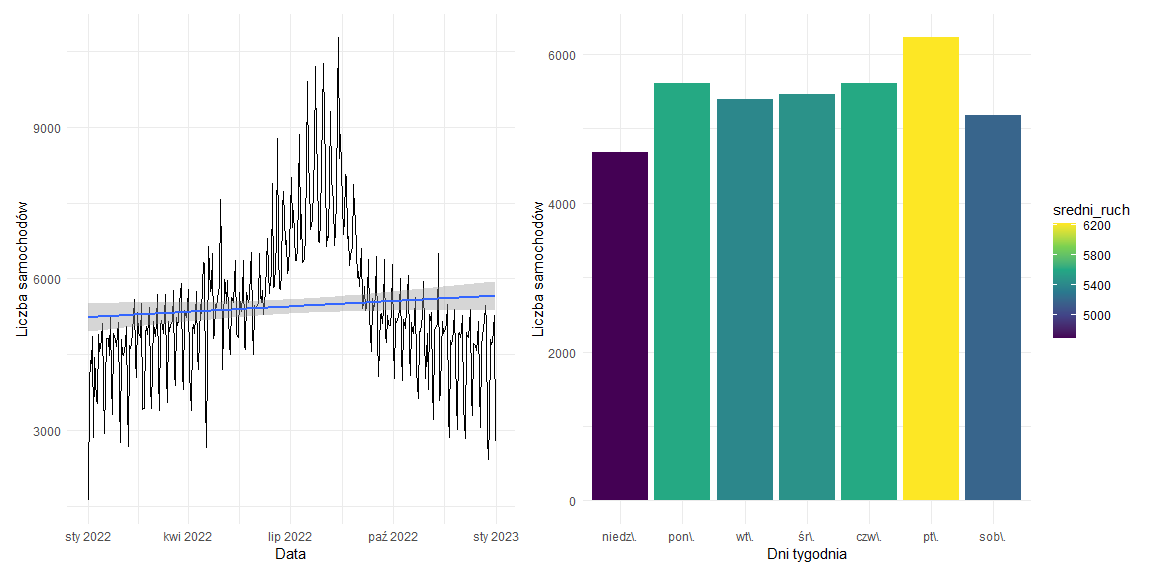 Liczba samochodów
9000
6000
3000
sty 2022
kwi 2022
lip 2022
paź 2022
sty 2023
Data
Liczba samochodów
6000
4000
2000
0
niedz\.
pon\.
wt\.
śr\.
czw\.
pt\.
sob\.
Dni tygodnia
sredni_ruch
6200
5800
5400
5000